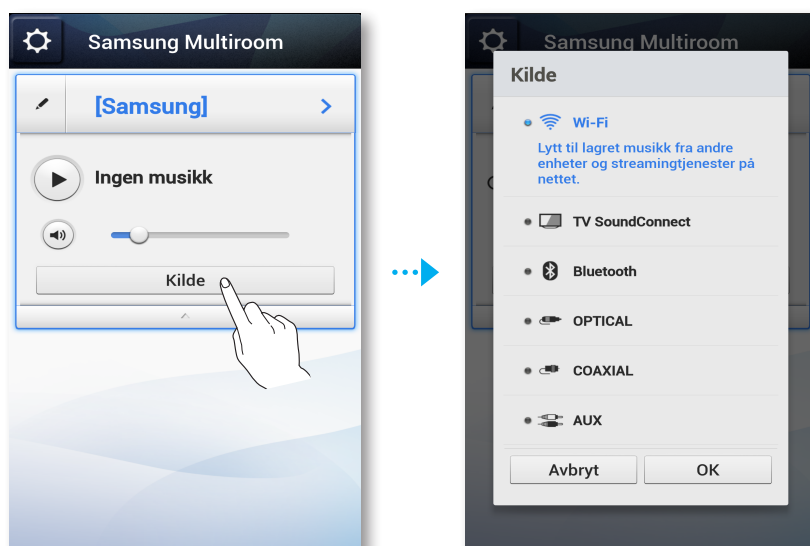 Samsung Multiroom
[Samsung]
Ingen musikk
Kilde
Samsung Multiroom
Kilde
Wi-Fi
Lytt til lagret musikk fra andre
enheter og streamingtjenester på
nettet.
TV SoundConnect
Bluetooth
OPTICAL
COAXIAL
AUX
Avbryt OK